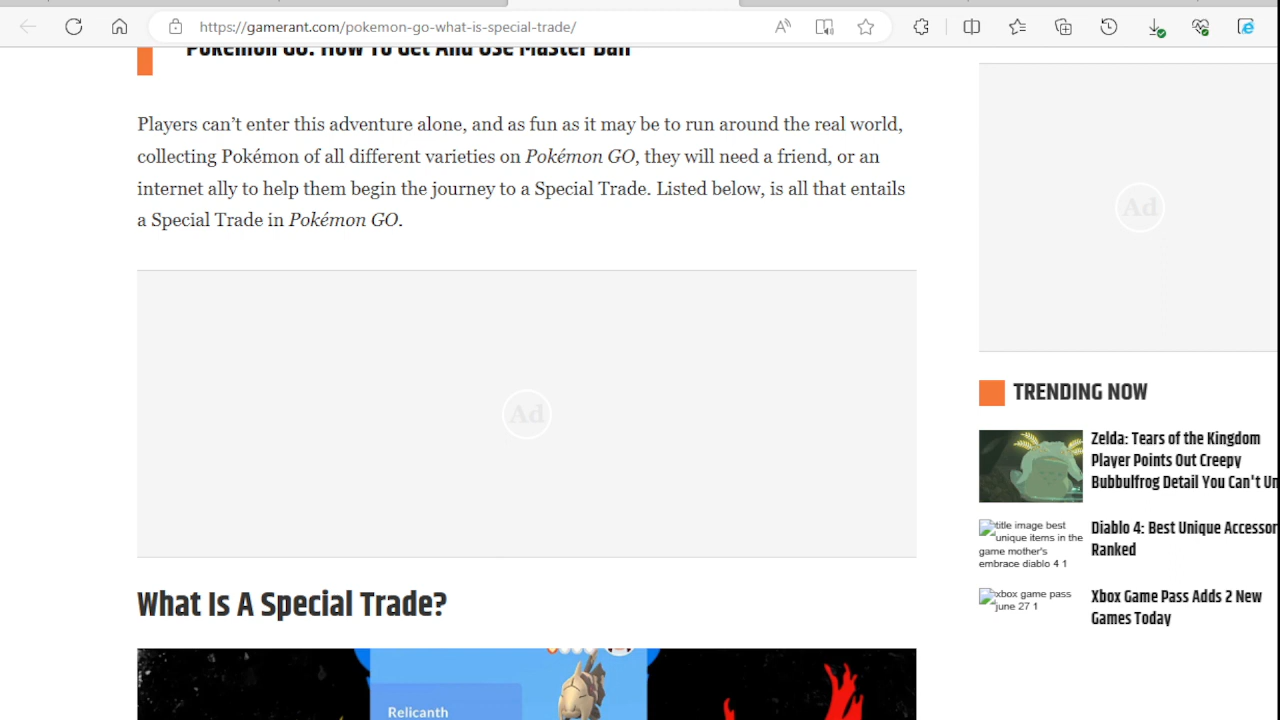 https://gamerant.com/pokemon-go-what-is-special-trade/
Pokemon GO: How To Get And Use Master Ball
Players can’t enter this adventure alone, and as fun as it may be to run around the real world,
collecting Pokémon of all different varieties on Pokémon GO, they will need a friend, or an
internet ally to help them begin the journey to a Special Trade. Listed below, is all that entails
a Special Trade in Pokémon GO.
Ad
What Is A Special Trade?
Relicanth
Ad
TRENDING NOW
Zelda: Tears of the Kingdom
Player Points Out Creepy
Bubbulfrog Detail You Can't Un
title image best
unique items in the
game mother's
embrace diablo 4 1
Diablo 4: Best Unique Accessor
Ranked
xbox game pass
june 27 1
Xbox Game Pass Adds 2 New
Games Today